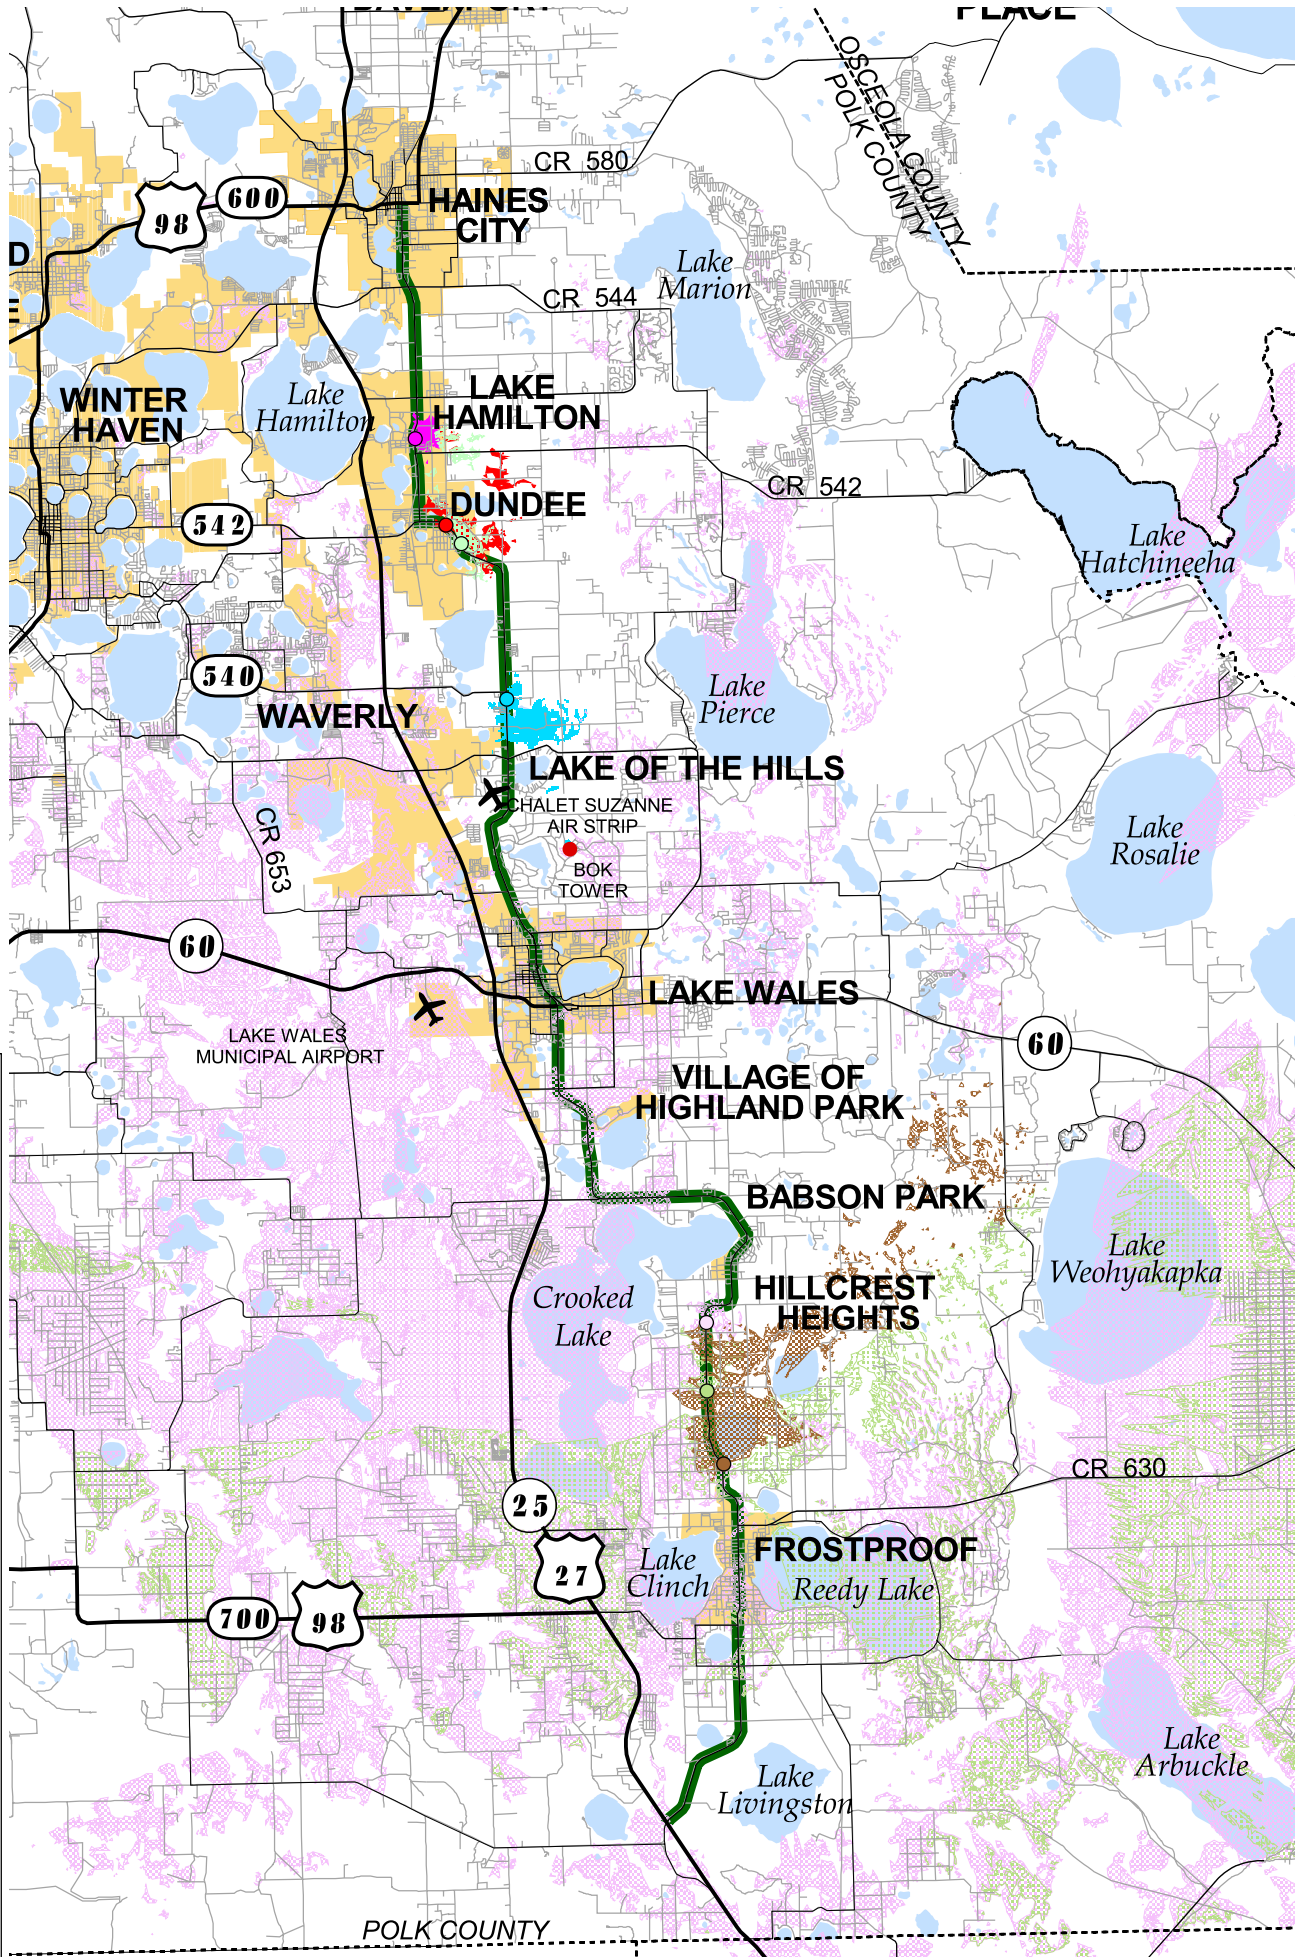 DAVENPORT
PLACE
OSCEOLA COUNTY
POLK COUNTY
CR 580
600
98
HAINES
CITY
D
E
Lake
Marion
CR 544
WINTER
HAVEN
Lake
Hamilton
LAKE
HAMILTON
CR 542
DUNDEE
542
Lake
Hatchineeha
540
WAVERLY
Lake
Pierce
LAKE OF THE HILLS
CHALET SUZANNE
AIR STRIP
CR 653
Lake
Rosalie
BOK
TOWER
60
LAKE WALES
LAKE WALES
MUNICIPAL AIRPORT
60
VILLAGE OF
HIGHLAND PARK
BABSON PARK
Lake
Weohyakapka
HILLCREST
HEIGHTS
Crooked
Lake
CR 630
25
27
FROSTPROOF
Lake
Clinch
Reedy Lake
700
98
Lake
Arbuckle
Lake
Livingston
POLK COUNTY